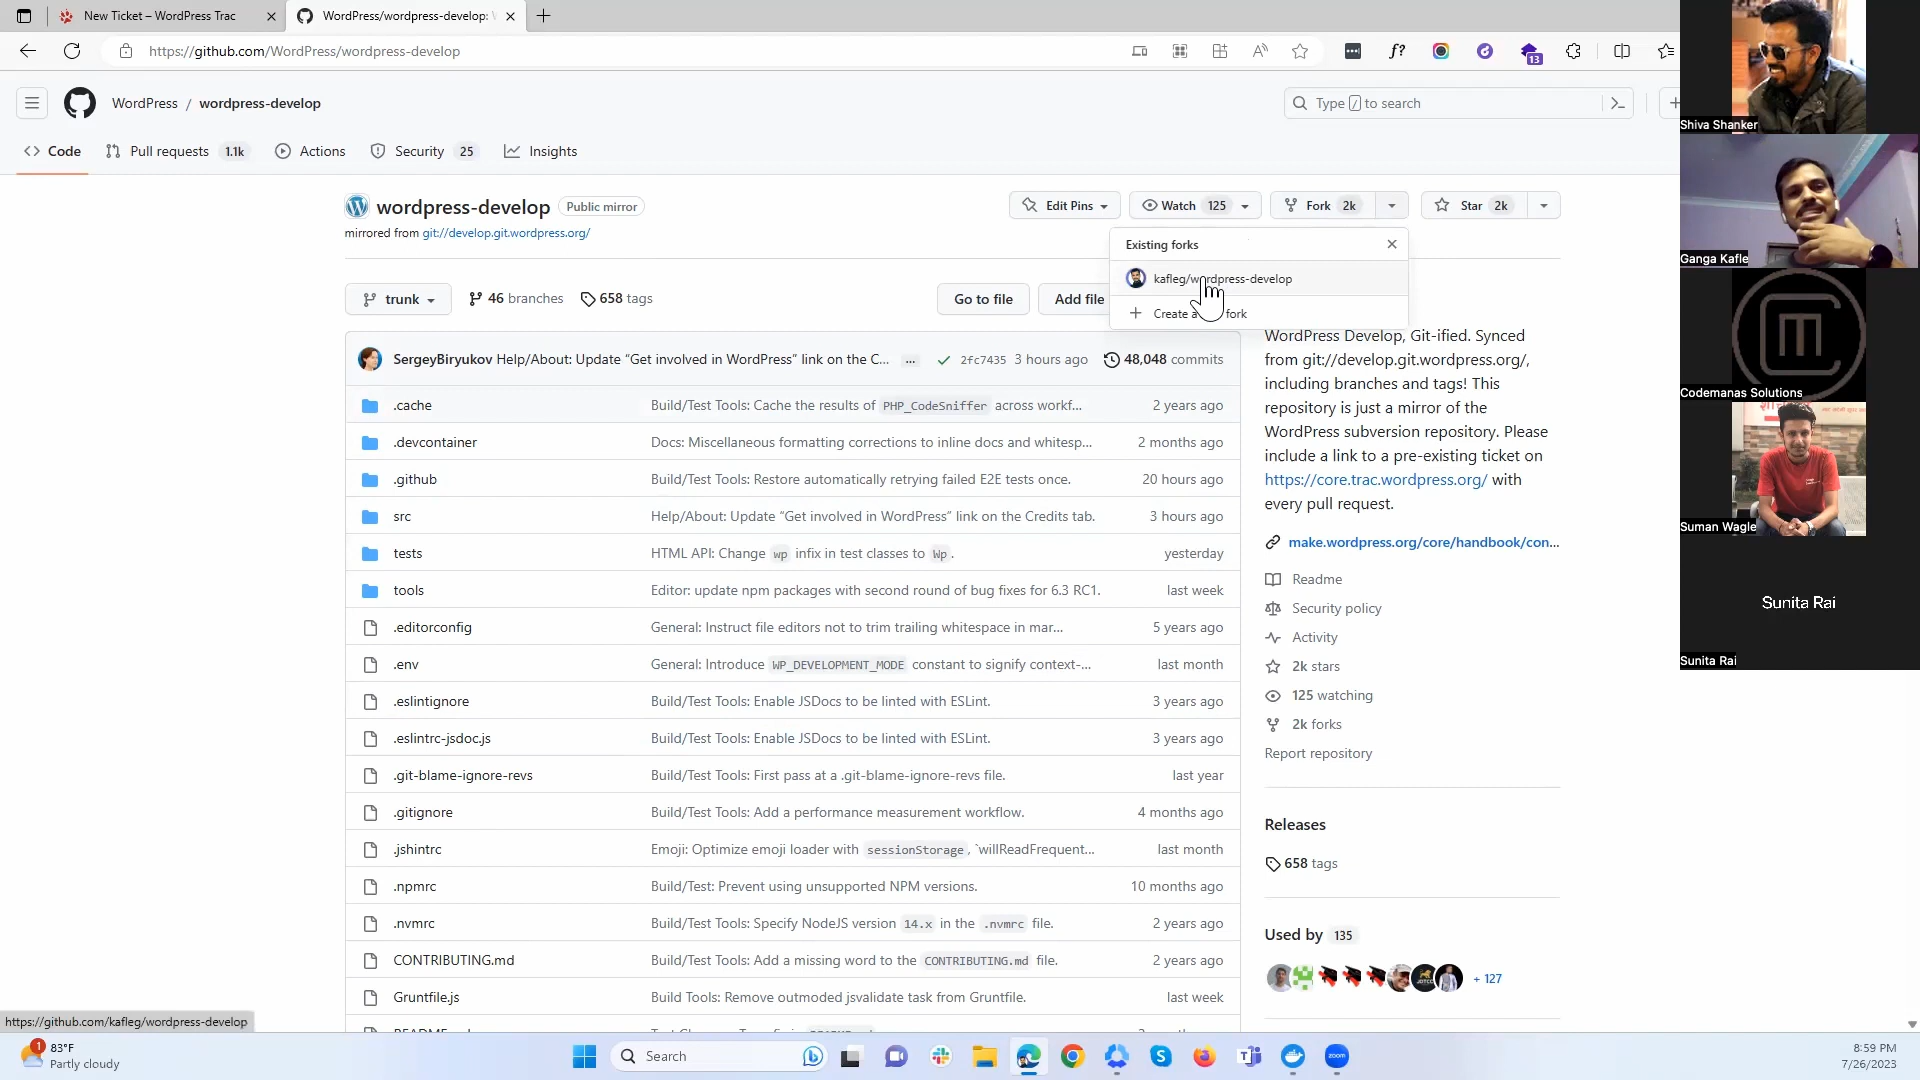 New Ticket – WordPress Trac
WordPress/wordpress-develop: W
https://github.com/WordPress/wordpress-develop
13
WordPress / wordpress-develop
Type / to search
Code
Pull requests 1.1k
Actions
Security 25
Insights
wordpress-develop Public mirror
mirrored from git://develop.git.wordpress.org/
Edit Pins
Watch 125
Fork 2k
Star 2k
Existing forks
kafleg/wordpress-develop
Create a fork
trunk
46 branches
658 tags
Go to file
Add file
SergeyBiryukov Help/About: Update “Get involved in WordPress” link on the C... ... 2fc7435 3 hours ago 48,048 commits
.cache Build/Test Tools: Cache the results of PHP_CodeSniffer across workf... 2 years ago
.devcontainer Docs: Miscellaneous formatting corrections to inline docs and whitesp... 2 months ago
.github Build/Test Tools: Restore automatically retrying failed E2E tests once. 20 hours ago
src Help/About: Update “Get involved in WordPress” link on the Credits tab. 3 hours ago
tests HTML API: Change wp infix in test classes to Wp. yesterday
tools Editor: update npm packages with second round of bug fixes for 6.3 RC1. last week
.editorconfig General: Instruct file editors not to trim trailing whitespace in mar... 5 years ago
.env General: Introduce WP_DEVELOPMENT_MODE constant to signify context-... last month
.eslintignore Build/Test Tools: Enable JSDocs to be linted with ESLint. 3 years ago
.eslintrc-jsdoc.js Build/Test Tools: Enable JSDocs to be linted with ESLint. 3 years ago
.git-blame-ignore-revs Build/Test Tools: First pass at a .git-blame-ignore-revs file. last year
.gitignore Build/Test Tools: Add a performance measurement workflow. 4 months ago
.jshintrc Emoji: Optimize emoji loader with sessionStorage, `willReadFrequent... last month
.npmrc Build/Test: Prevent using unsupported NPM versions. 10 months ago
.nvmrc Build/Test Tools: Specify NodeJS version 14.x in the .nvmrc file. 2 years ago
CONTRIBUTING.md Build/Test Tools: Add a missing word to the CONTRIBUTING.md file. 2 years ago
Gruntfile.js Build Tools: Remove outmoded jsvalidate task from Gruntfile. last week
WordPress Develop, Git-ified. Synced
from git://develop.git.wordpress.org/,
including branches and tags! This
repository is just a mirror of the
WordPress subversion repository. Please
include a link to a pre-existing ticket on
https://core.trac.wordpress.org/ with
every pull request.
make.wordpress.org/core/handbook/con...
Readme
Security policy
Activity
2k stars
125 watching
2k forks
Report repository
Releases
658 tags
Used by 135
+ 127
https://github.com/kafleg/wordpress-develop
Shiva Shanker
Ganga Kafle
Codemanas Solutions
Suman Wagle
Sunita Rai
Sunita Rai
1
83°F
Partly cloudy
Search
zoom
8:59 PM
7/26/2023